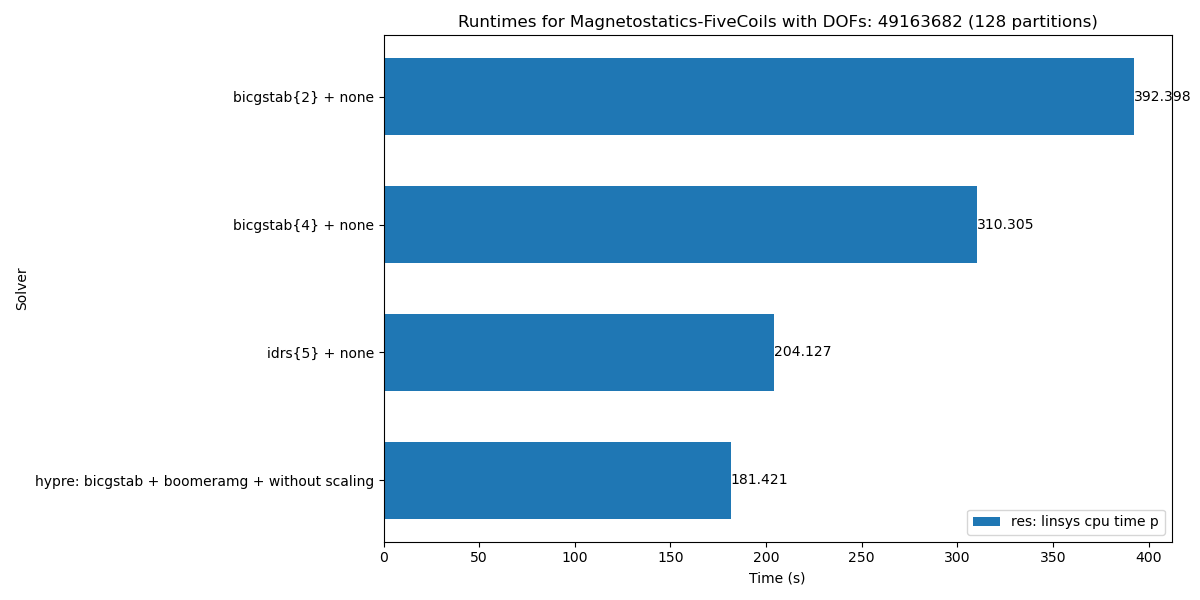 Runtimes for Magnetostatics-FiveCoils with DOFs: 49163682 (128 partitions)
bicgstab{2} + none
392.398
bicgstab{4} + none
310.305
Solver
idrs{5} + none
204.127
hypre: bicgstab + boomeramg + without scaling
181.421
res: linsys cpu time p
0 50 100 150 200 250 300 350 400
Time (s)